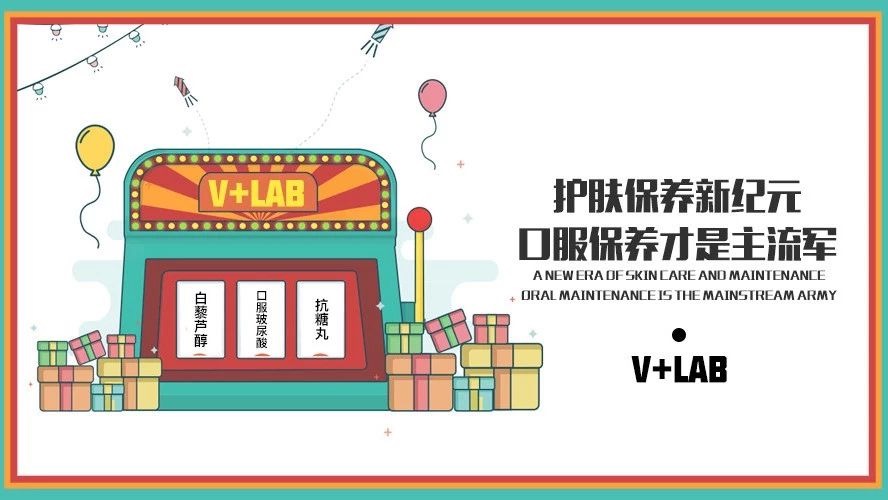 V+LAB
白藜芦醇
口服玻尿酸
抗糖丸
护肤保养新纪元
口服保养才是主流军
A NEW ERA OF SKIN CARE AND MAINTENANCE
ORAL MAINTENANCE IS THE MAINSTREAM ARMY
V+LAB